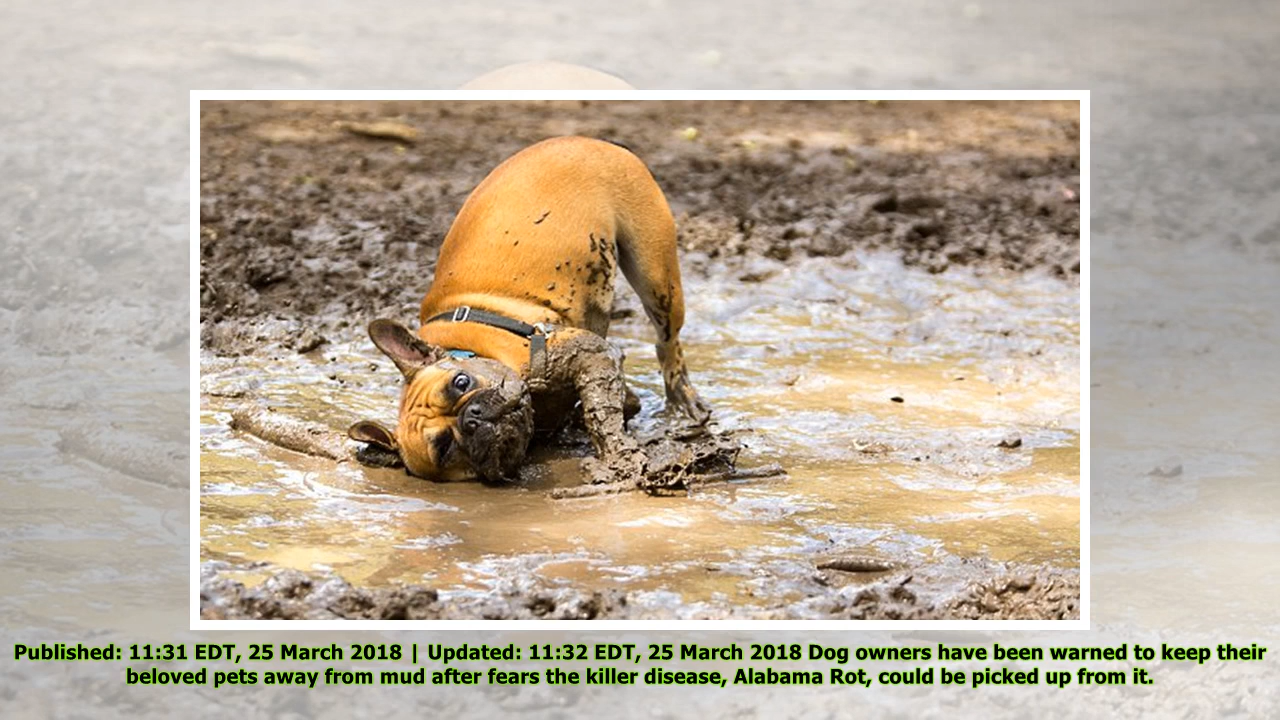 Published: 11:31 EDT, 25 March 2018 | Updated: 11:32 EDT, 25 March 2018 Dog owners have been warned to keep their
beloved pets away from mud after fears the killer disease, Alabama Rot, could be picked up from it.